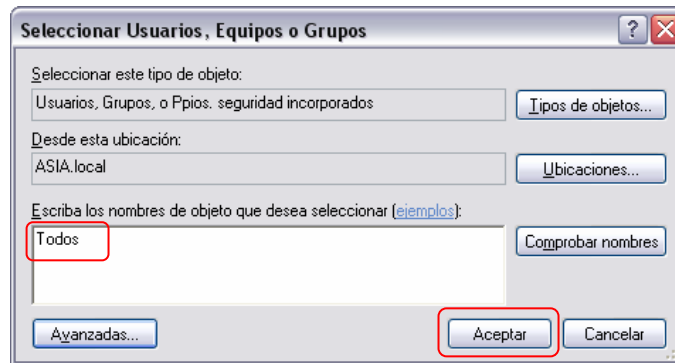 Seleccionar Usuarios, Equipos o Grupos
Seleccionar este tipo de objeto:
Usuarios, Grupos, o Ppios. seguridad incorporados
Tipos de objetos...
Desde esta ubicación:
ASIA.local
Ubicaciones...
Escriba los nombres de objeto que desea seleccionar (ejemplos):
Todos
Comprobar nombres
Avanzadas...
Aceptar
Cancelar